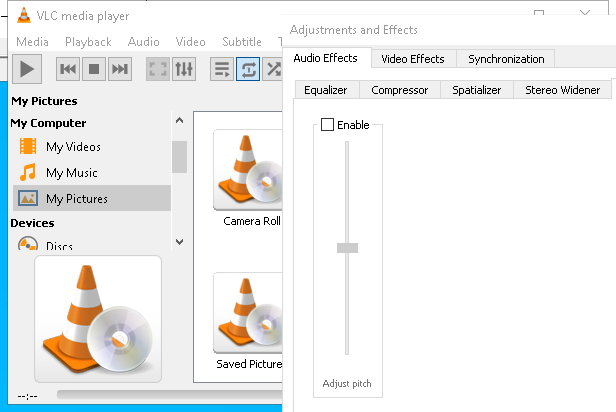 VLC media player
Media Playback Audio Video Subtitle
My Pictures
My Computer
My Videos
My Music
My Pictures
Devices
Discs
--:--
Camera Roll
Saved Picture
Adjustments and Effects
Audio Effects Video Effects Synchronization
Equalizer Compressor Spatializer Stereo Widener
Enable
Adjust pitch